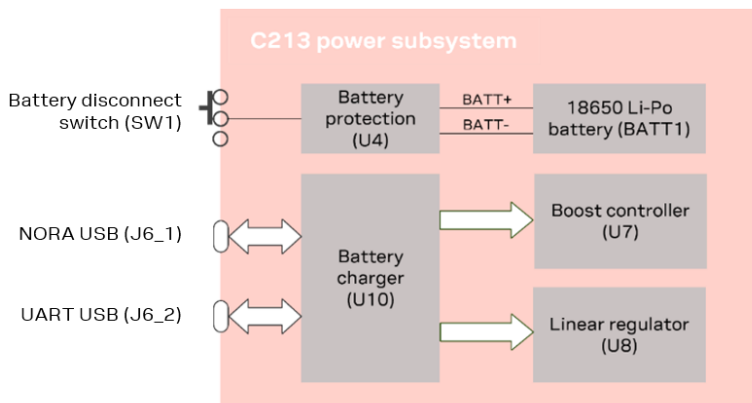 C213 power subsystem
Battery disconnect
switch (SW1)
Battery
protection
(U4)
BATT+
BATT-
18650 Li-Po
battery (BATT1)
NORA USB (J6_1)
UART USB (J6_2)
Battery
charger
(U10)
Boost controller
(U7)
Linear regulator
(U8)